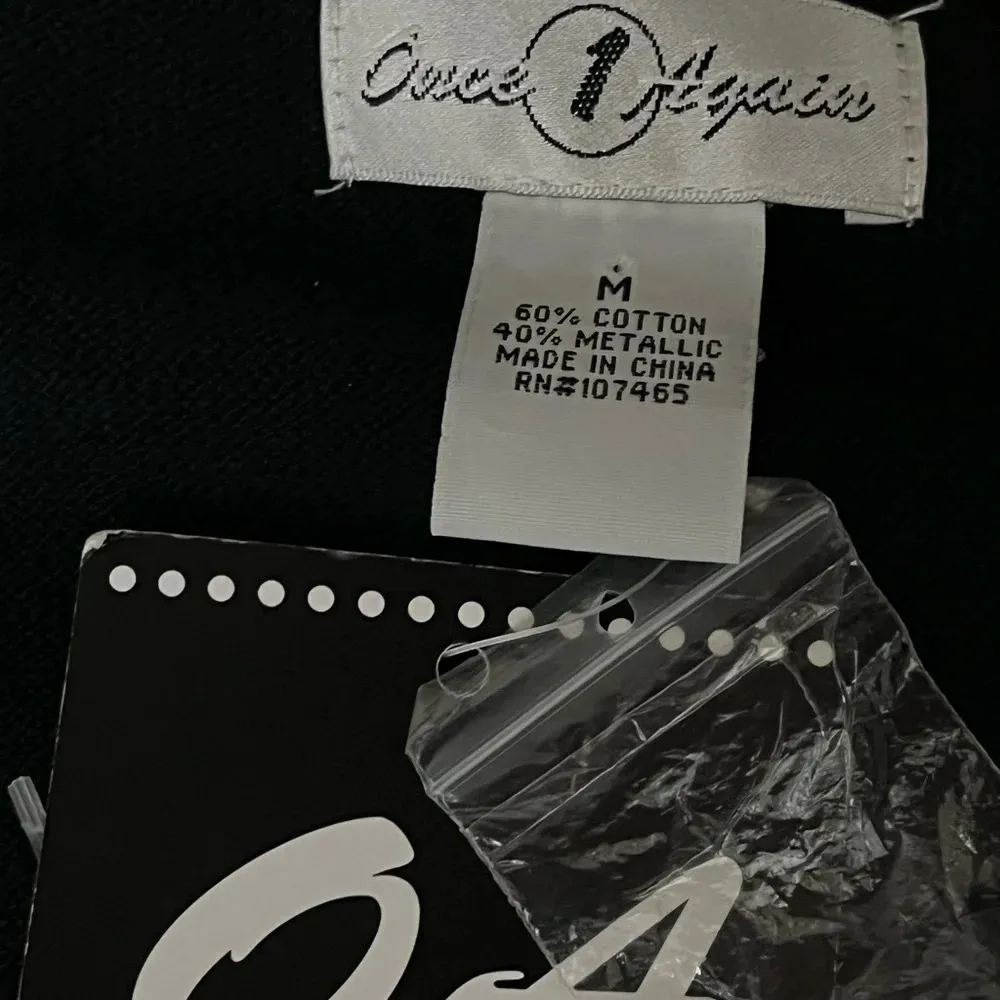 Once 1 Again
M
60% COTTON
40% METALLIC
MADE IN CHINA
RN#107465